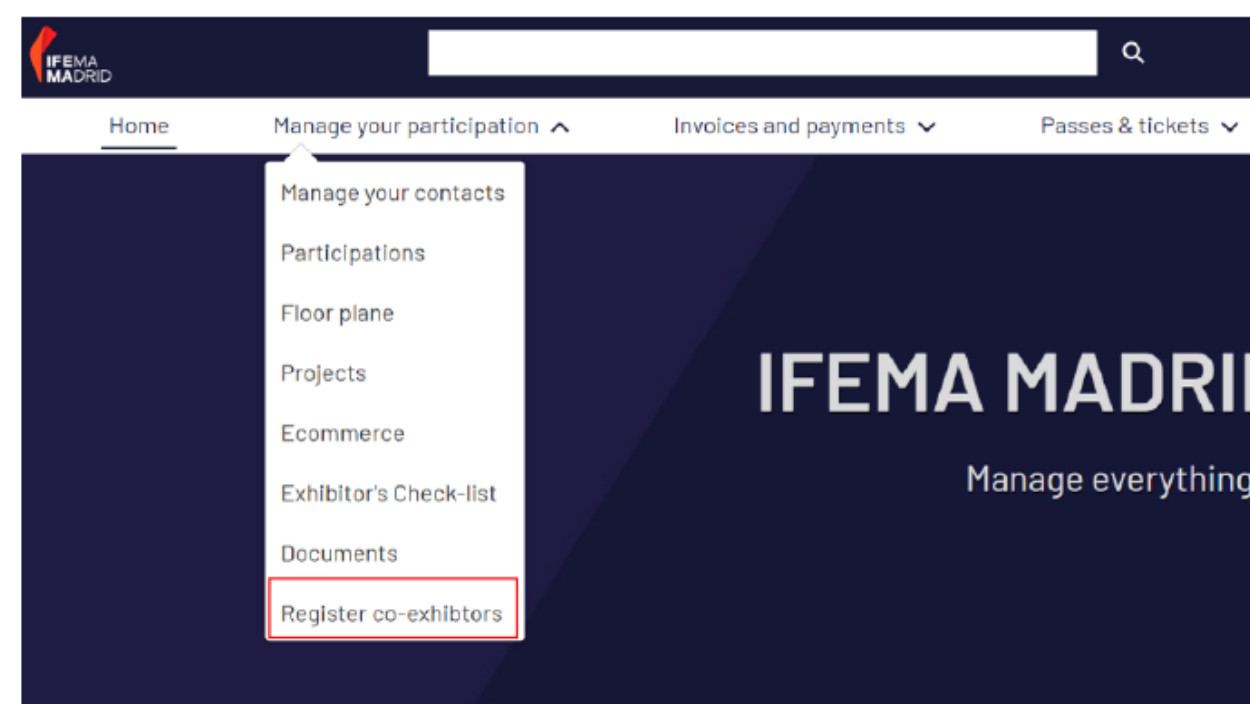 IFEMA
MADRID
Home Manage your participation Invoices and payments Passes & tickets
Manage your contacts
Participations
Floor plane
Projects
Ecommerce
Exhibitor's Check-list
Documents
Register co-exhibtors
IFEMA MADRI
Manage everything